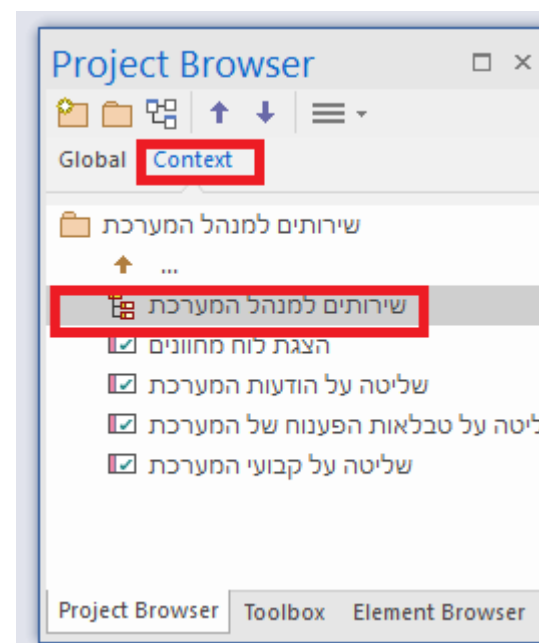 Project Browser
Global Context
שירותים למנהל המערכת
...
שירותים למנהל המערכת
הצגת לוח מחוונים
שליטה על הודעות המערכת
ליטה על טבלאות הפענוח של המערכת
שליטה על קבועי המערכת
Project Browser Toolbox Element Browser